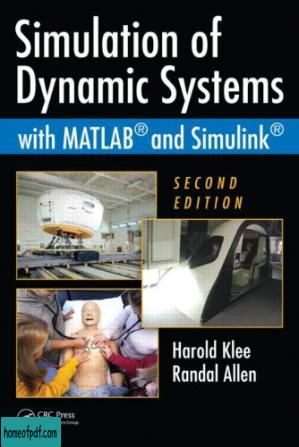 Simulation of
Dynamic Systems
with MATLAB® and Simulink®
SECOND
EDITION
Harold Klee
Randal Allen
CRC Press
homeofpdf.com